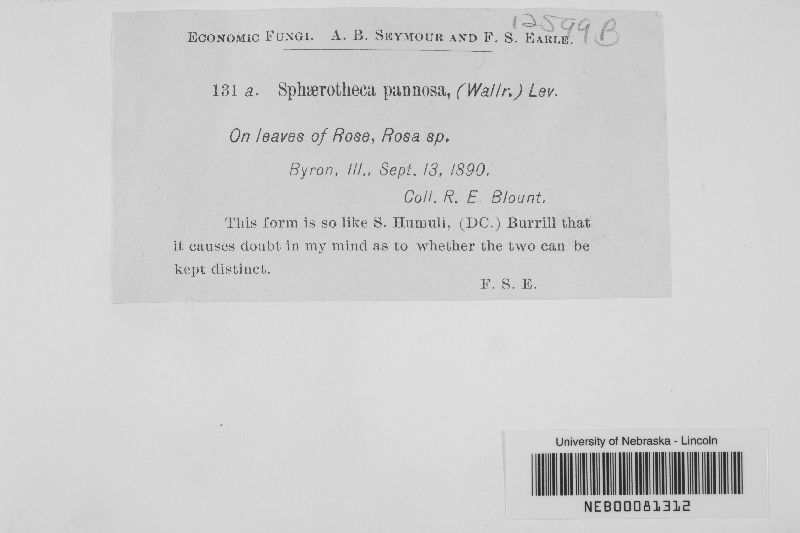 12599B
Economic Fungi. A. B. Seymour and F. S. Earle.
131 a. Sphærotheca pannosa, (Wallr.) Lev.
On leaves of Rose, Rosa sp.
Byron, Ill., Sept. 13, 1890.
Coll. R. E. Blount.
This form is so like S. Humuli, (DC.) Burrill that
it causes doubt in my mind as to whether the two can be
kept distinct.
F. S. E.
University of Nebraska - Lincoln
NEB00081312